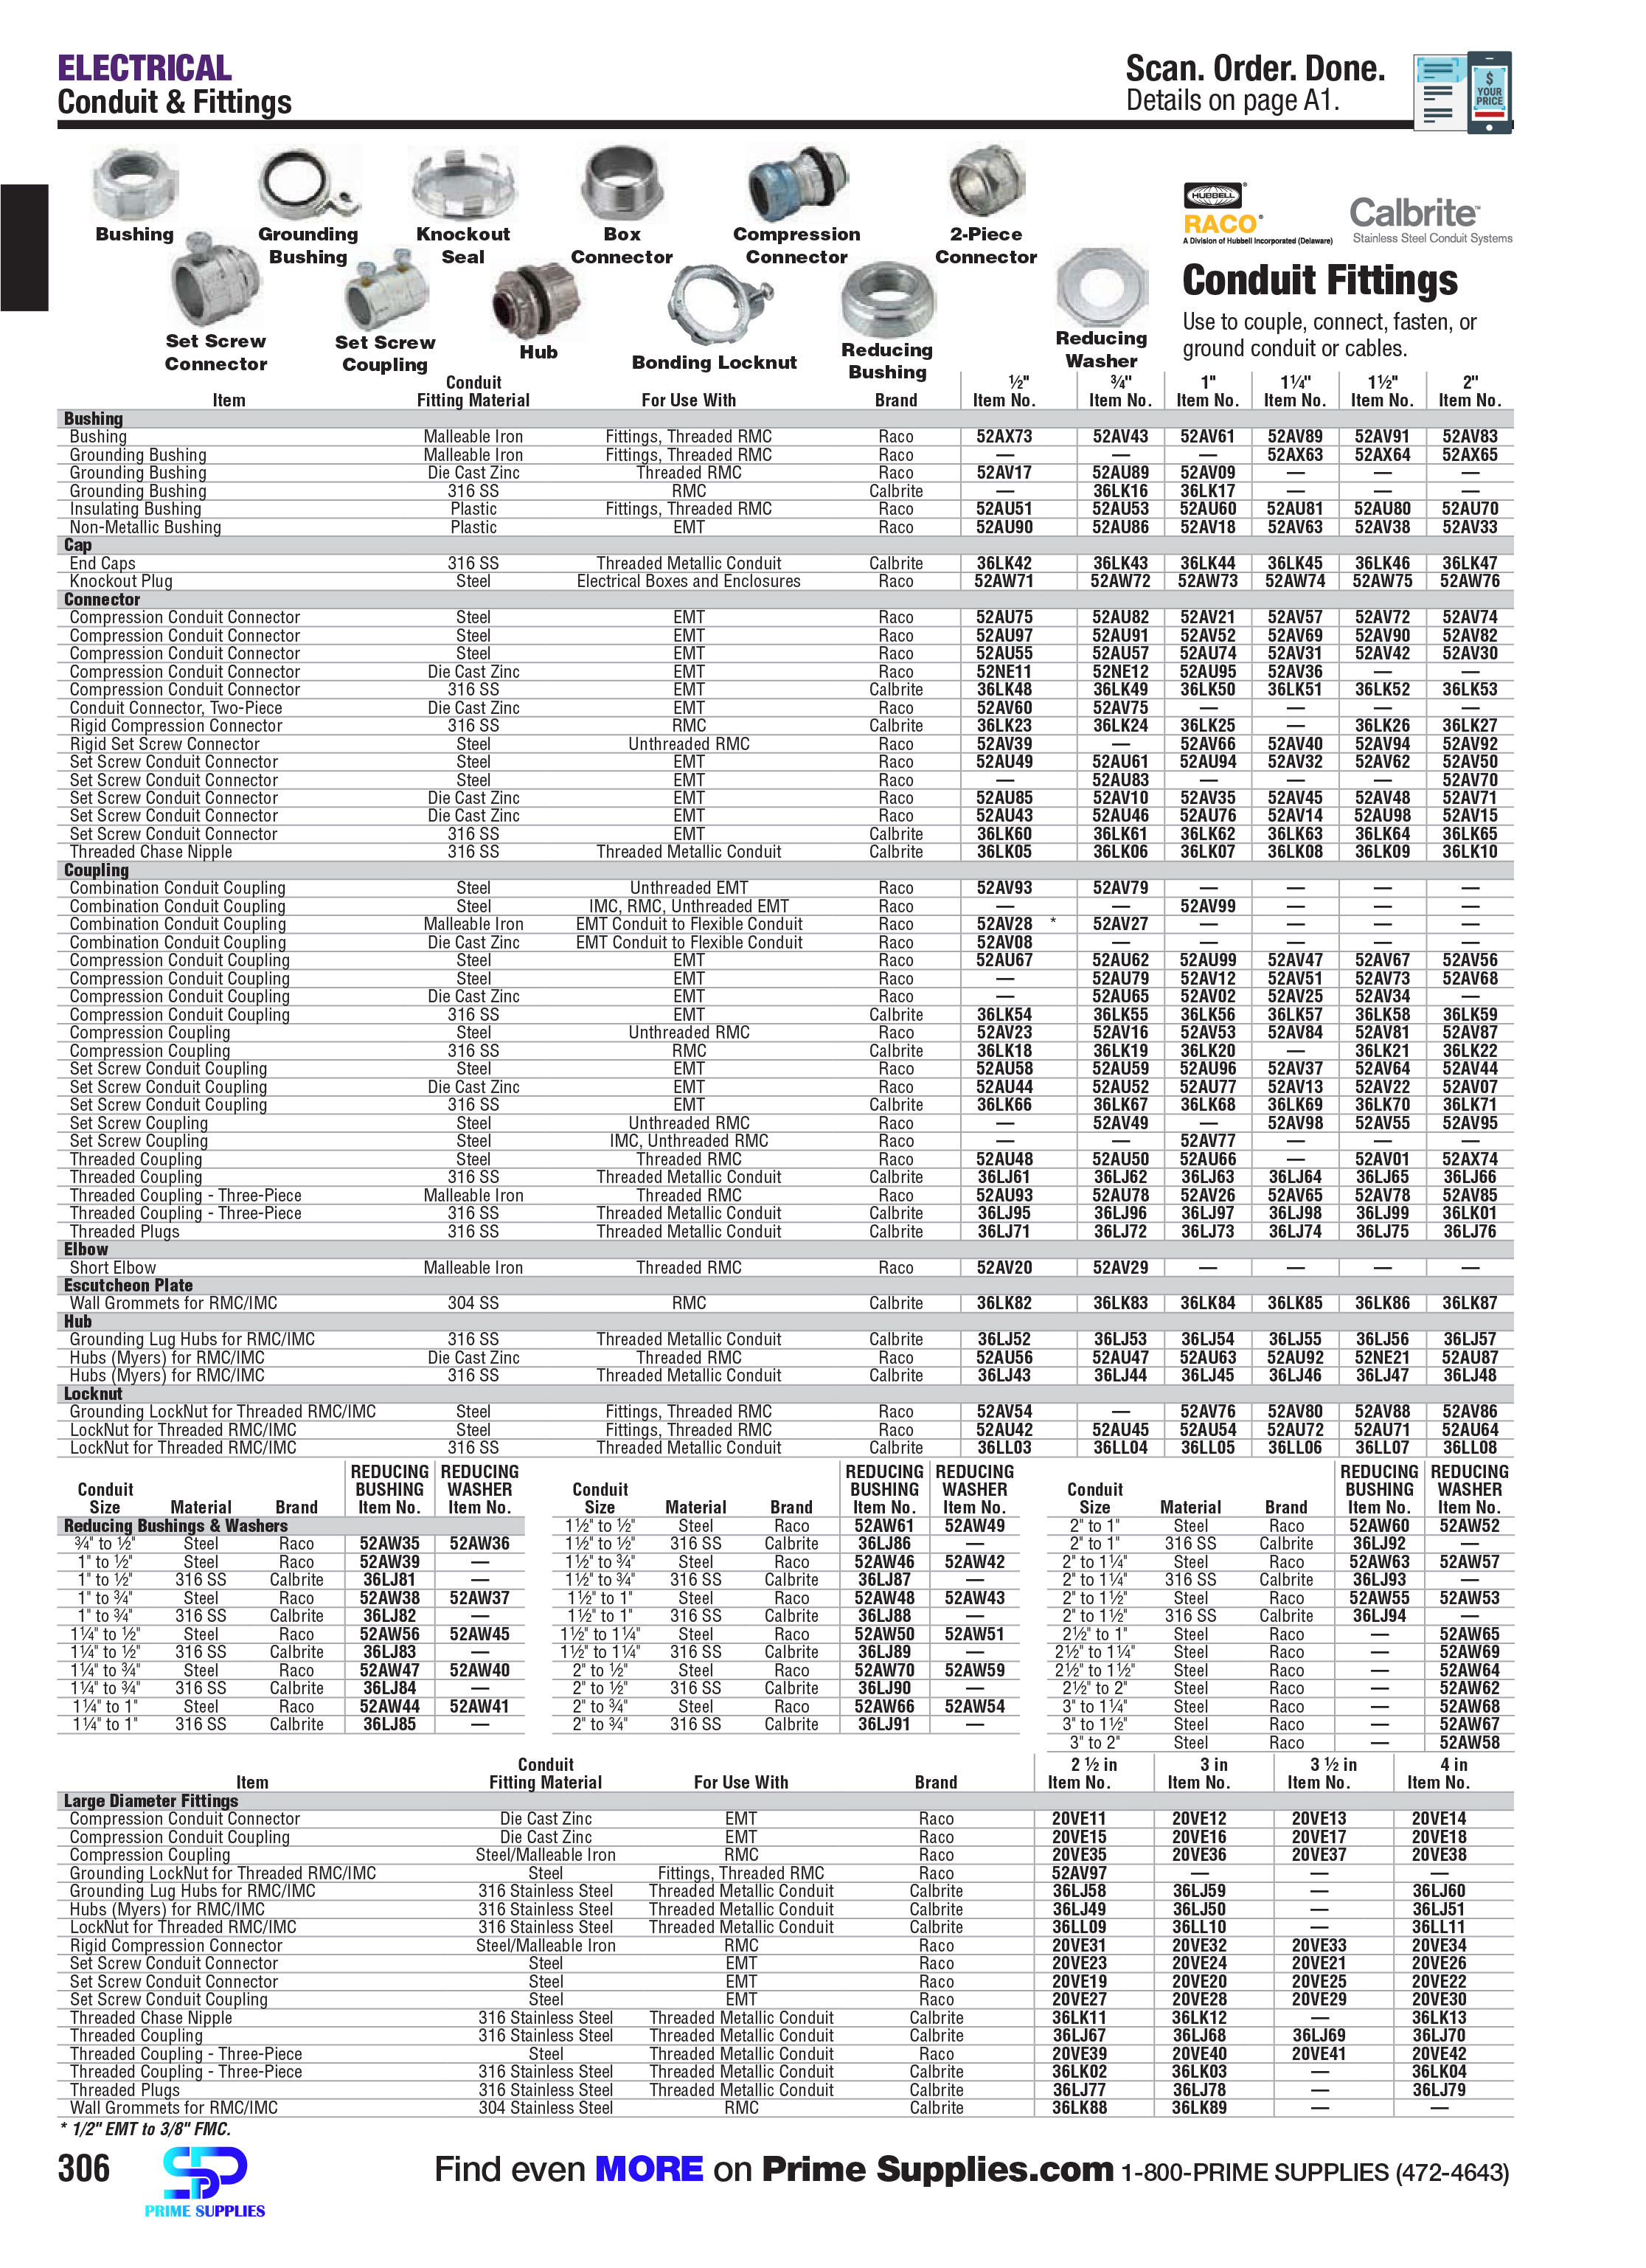 ELECTRICAL
Conduit & Fittings
Scan. Order. Done.
Details on page A1.
$
YOUR
PRICE
Bushing
Grounding
Bushing
Knockout
Seal
Box
Connector
Compression
Connector
2-Piece
Connector
Set Screw
Connector
Set Screw
Coupling
Hub
Bonding Locknut
Reducing
Bushing
Reducing
Washer
HUBBELL
RACO
A Division of Hubbell Incorporated (Delaware)
Calbrite™
Stainless Steel Conduit Systems
Conduit Fittings
Use to couple, connect, fasten, or
ground conduit or cables.
Item Conduit Fitting Material For Use With Brand ½" Item No. ¾" Item No. 1" Item No. 1¼" Item No. 1½" Item No. 2" Item No.
Bushing
Bushing Malleable Iron Fittings, Threaded RMC Raco 52AX73 52AV43 52AV61 52AV89 52AV91 52AV83
Grounding Bushing Malleable Iron Fittings, Threaded RMC Raco — — — 52AX63 52AX64 52AX65
Grounding Bushing Die Cast Zinc Threaded RMC Raco 52AV17 52AU89 52AV09 — — —
Grounding Bushing 316 SS RMC Calbrite — 36LK16 36LK17 — — —
Insulating Bushing Plastic Fittings, Threaded RMC Raco 52AU51 52AU53 52AU60 52AU81 52AU80 52AU70
Non-Metallic Bushing Plastic EMT Raco 52AU90 52AU86 52AV18 52AV63 52AV38 52AV33
Cap
End Caps 316 SS Threaded Metallic Conduit Calbrite 36LK42 36LK43 36LK44 36LK45 36LK46 36LK47
Knockout Plug Steel Electrical Boxes and Enclosures Raco 52AW71 52AW72 52AW73 52AW74 52AW75 52AW76
Connector
Compression Conduit Connector Steel EMT Raco 52AU75 52AU82 52AV21 52AV57 52AV72 52AV74
Compression Conduit Connector Steel EMT Raco 52AU97 52AU91 52AV52 52AV69 52AV90 52AV82
Compression Conduit Connector Steel EMT Raco 52AU55 52AU57 52AU74 52AV31 52AV42 52AV30
Compression Conduit Connector Die Cast Zinc EMT Raco 52NE11 52NE12 52AU95 52AV36 — —
Compression Conduit Connector 316 SS EMT Calbrite 36LK48 36LK49 36LK50 36LK51 36LK52 36LK53
Conduit Connector, Two-Piece Die Cast Zinc EMT Raco 52AV60 52AV75 — — — —
Rigid Compression Connector 316 SS RMC Calbrite 36LK23 36LK24 36LK25 — 36LK26 36LK27
Rigid Set Screw Connector Steel Unthreaded RMC Raco 52AV39 — 52AV66 52AV40 52AV94 52AV92
Set Screw Conduit Connector Steel EMT Raco 52AU49 52AU61 52AU94 52AV32 52AV62 52AV50
Set Screw Conduit Connector Steel EMT Raco — 52AU83 — — — 52AV70
Set Screw Conduit Connector Die Cast Zinc EMT Raco 52AU85 52AV10 52AV35 52AV45 52AV48 52AV71
Set Screw Conduit Connector Die Cast Zinc EMT Raco 52AU43 52AU46 52AU76 52AV14 52AU98 52AV15
Set Screw Conduit Connector 316 SS EMT Calbrite 36LK60 36LK61 36LK62 36LK63 36LK64 36LK65
Threaded Chase Nipple 316 SS Threaded Metallic Conduit Calbrite 36LK05 36LK06 36LK07 36LK08 36LK09 36LK10
Coupling
Combination Conduit Coupling Steel Unthreaded EMT Raco 52AV93 52AV79 — — — —
Combination Conduit Coupling Steel IMC, RMC, Unthreaded EMT Raco — — 52AV99 — — —
Combination Conduit Coupling Malleable Iron EMT Conduit to Flexible Conduit Raco 52AV28 * 52AV27 — — — —
Combination Conduit Coupling Die Cast Zinc EMT Conduit to Flexible Conduit Raco 52AV08 — — — — —
Compression Conduit Coupling Steel EMT Raco 52AU67 52AU62 52AU99 52AV47 52AV67 52AV56
Compression Conduit Coupling Steel EMT Raco — 52AU79 52AV12 52AV51 52AV73 52AV68
Compression Conduit Coupling Die Cast Zinc EMT Raco — 52AU65 52AV02 52AV25 52AV34 —
Compression Conduit Coupling 316 SS EMT Calbrite 36LK54 36LK55 36LK56 36LK57 36LK58 36LK59
Compression Coupling Steel Unthreaded RMC Raco 52AV23 52AV16 52AV53 52AV84 52AV81 52AV87
Compression Coupling 316 SS RMC Calbrite 36LK18 36LK19 36LK20 — 36LK21 36LK22
Set Screw Conduit Coupling Steel EMT Raco 52AU58 52AU59 52AU96 52AV37 52AV64 52AV44
Set Screw Conduit Coupling Die Cast Zinc EMT Raco 52AU44 52AU52 52AU77 52AV13 52AV22 52AV07
Set Screw Conduit Coupling 316 SS EMT Calbrite 36LK66 36LK67 36LK68 36LK69 36LK70 36LK71
Set Screw Coupling Steel Unthreaded RMC Raco — 52AV49 — 52AV98 52AV55 52AV95
Set Screw Coupling Steel IMC, Unthreaded RMC Raco — — 52AV77 — — —
Threaded Coupling Steel Threaded RMC Raco 52AU48 52AU50 52AU66 — 52AV01 52AX74
Threaded Coupling 316 SS Threaded Metallic Conduit Calbrite 36LJ61 36LJ62 36LJ63 36LJ64 36LJ65 36LJ66
Threaded Coupling - Three-Piece Malleable Iron Threaded RMC Raco 52AU93 52AU78 52AV26 52AV65 52AV78 52AV85
Threaded Coupling - Three-Piece 316 SS Threaded Metallic Conduit Calbrite 36LJ95 36LJ96 36LJ97 36LJ98 36LJ99 36LK01
Threaded Plugs 316 SS Threaded Metallic Conduit Calbrite 36LJ71 36LJ72 36LJ73 36LJ74 36LJ75 36LJ76
Elbow
Short Elbow Malleable Iron Threaded RMC Raco 52AV20 52AV29 — — — —
Escutcheon Plate
Wall Grommets for RMC/IMC 304 SS RMC Calbrite 36LK82 36LK83 36LK84 36LK85 36LK86 36LK87
Hub
Grounding Lug Hubs for RMC/IMC 316 SS Threaded Metallic Conduit Calbrite 36LJ52 36LJ53 36LJ54 36LJ55 36LJ56 36LJ57
Hubs (Myers) for RMC/IMC Die Cast Zinc Threaded RMC Raco 52AU56 52AU47 52AU63 52AU92 52NE21 52AU87
Hubs (Myers) for RMC/IMC 316 SS Threaded Metallic Conduit Calbrite 36LJ43 36LJ44 36LJ45 36LJ46 36LJ47 36LJ48
Locknut
Grounding LockNut for Threaded RMC/IMC Steel Fittings, Threaded RMC Raco 52AV54 — 52AV76 52AV80 52AV88 52AV86
LockNut for Threaded RMC/IMC Steel Fittings, Threaded RMC Raco 52AU42 52AU45 52AU54 52AU72 52AU71 52AU64
LockNut for Threaded RMC/IMC 316 SS Threaded Metallic Conduit Calbrite 36LL03 36LL04 36LL05 36LL06 36LL07 36LL08
Conduit Size Material Brand REDUCING BUSHING Item No. REDUCING WASHER Item No.
Reducing Bushings & Washers
¾" to ½" Steel Raco 52AW35 52AW36
1" to ½" Steel Raco 52AW39 —
1" to ½" 316 SS Calbrite 36LJ81 —
1" to ¾" Steel Raco 52AW38 52AW37
1" to ¾" 316 SS Calbrite 36LJ82 —
1¼" to ½" Steel Raco 52AW56 52AW45
1¼" to ½" 316 SS Calbrite 36LJ83 —
1¼" to ¾" Steel Raco 52AW47 52AW40
1¼" to ¾" 316 SS Calbrite 36LJ84 —
1¼" to 1" Steel Raco 52AW44 52AW41
1¼" to 1" 316 SS Calbrite 36LJ85 —
Conduit Size Material Brand REDUCING BUSHING Item No. REDUCING WASHER Item No.
1½" to ½" Steel Raco 52AW61 52AW49
1½" to ½" 316 SS Calbrite 36LJ86 —
1½" to ¾" Steel Raco 52AW46 52AW42
1½" to ¾" 316 SS Calbrite 36LJ87 —
1½" to 1" Steel Raco 52AW48 52AW43
1½" to 1" 316 SS Calbrite 36LJ88 —
1½" to 1¼" Steel Raco 52AW50 52AW51
1½" to 1¼" 316 SS Calbrite 36LJ89 —
2" to ½" Steel Raco 52AW70 52AW59
2" to ½" 316 SS Calbrite 36LJ90 —
2" to ¾" Steel Raco 52AW66 52AW54
2" to ¾" 316 SS Calbrite 36LJ91 —
Conduit Size Material Brand REDUCING BUSHING Item No. REDUCING WASHER Item No.
2" to 1" Steel Raco 52AW60 52AW52
2" to 1" 316 SS Calbrite 36LJ92 —
2" to 1¼" Steel Raco 52AW63 52AW57
2" to 1¼" 316 SS Calbrite 36LJ93 —
2" to 1½" Steel Raco 52AW55 52AW53
2" to 1½" 316 SS Calbrite 36LJ94 —
2½" to 1" Steel Raco — 52AW65
2½" to 1¼" Steel Raco — 52AW69
2½" to 1½" Steel Raco — 52AW64
2½" to 2" Steel Raco — 52AW62
3" to 1¼" Steel Raco — 52AW68
3" to 1½" Steel Raco — 52AW67
3" to 2" Steel Raco — 52AW58
Item Conduit Fitting Material For Use With Brand 2 ½ in Item No. 3 in Item No. 3 ½ in Item No. 4 in Item No.
Large Diameter Fittings
Compression Conduit Connector Die Cast Zinc EMT Raco 20VE11 20VE12 20VE13 20VE14
Compression Conduit Coupling Die Cast Zinc EMT Raco 20VE15 20VE16 20VE17 20VE18
Compression Coupling Steel/Malleable Iron RMC Raco 20VE35 20VE36 20VE37 20VE38
Grounding LockNut for Threaded RMC/IMC Steel Fittings, Threaded RMC Raco 52AV97 — — —
Grounding Lug Hubs for RMC/IMC 316 Stainless Steel Threaded Metallic Conduit Calbrite 36LJ58 36LJ59 — 36LJ60
Hubs (Myers) for RMC/IMC 316 Stainless Steel Threaded Metallic Conduit Calbrite 36LJ49 36LJ50 — 36LJ51
LockNut for Threaded RMC/IMC 316 Stainless Steel Threaded Metallic Conduit Calbrite 36LL09 36LL10 — 36LL11
Rigid Compression Connector Steel/Malleable Iron RMC Raco 20VE31 20VE32 20VE33 20VE34
Set Screw Conduit Connector Steel EMT Raco 20VE23 20VE24 20VE21 20VE26
Set Screw Conduit Connector Steel EMT Raco 20VE19 20VE20 20VE25 20VE22
Set Screw Conduit Coupling Steel EMT Raco 20VE27 20VE28 20VE29 20VE30
Threaded Chase Nipple 316 Stainless Steel Threaded Metallic Conduit Calbrite 36LK11 36LK12 — 36LK13
Threaded Coupling 316 Stainless Steel Threaded Metallic Conduit Calbrite 36LJ67 36LJ68 36LJ69 36LJ70
Threaded Coupling - Three-Piece Steel Threaded Metallic Conduit Raco 20VE39 20VE40 20VE41 20VE42
Threaded Coupling - Three-Piece 316 Stainless Steel Threaded Metallic Conduit Calbrite 36LK02 36LK03 — 36LK04
Threaded Plugs 316 Stainless Steel Threaded Metallic Conduit Calbrite 36LJ77 36LJ78 — 36LJ79
Wall Grommets for RMC/IMC 304 Stainless Steel RMC Calbrite 36LK88 36LK89 — —
* 1/2" EMT to 3/8" FMC.
306
PRIME SUPPLIES
Find even MORE on Prime Supplies.com 1-800-PRIME SUPPLIES (472-4643)